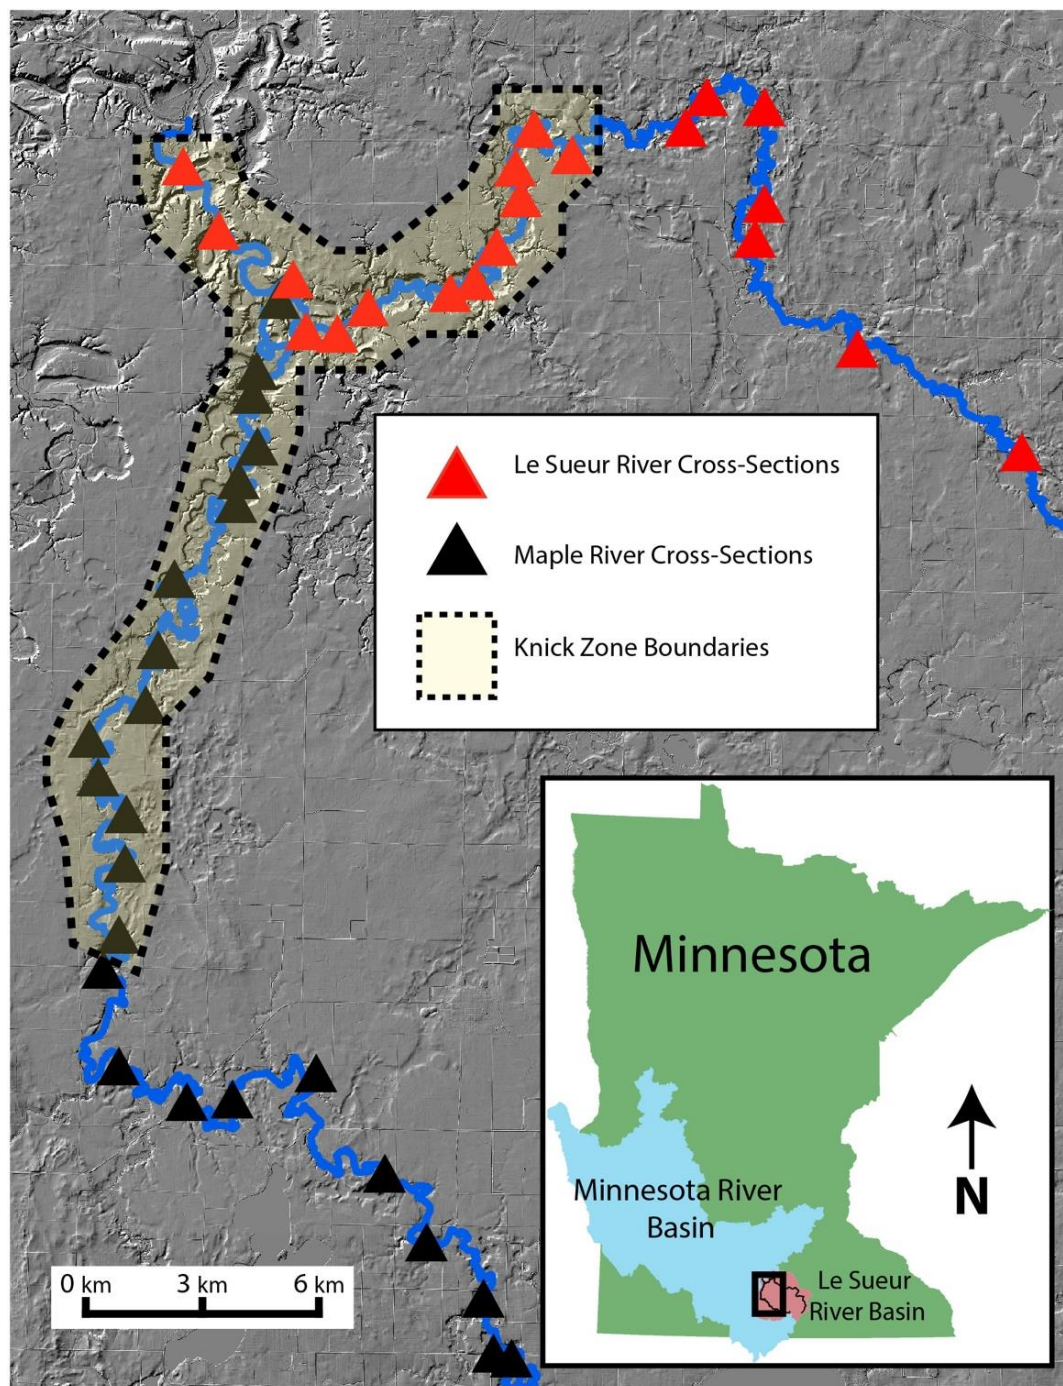 Le Sueur River Cross-Sections
Maple River Cross-Sections
Knick Zone Boundaries
Minnesota
Minnesota River
Basin
Le Sueur
River Basin
N
0 km
3 km
6 km